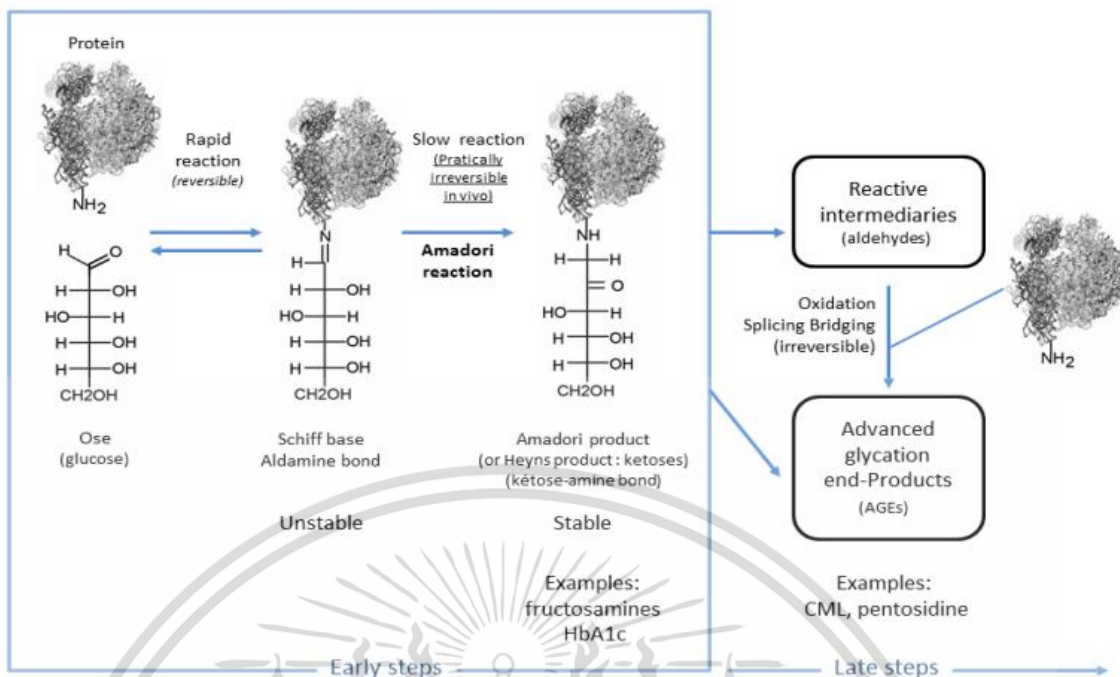 Protein
Rapid
reaction
(reversible)
Slow reaction
(Pratically
irreversible
in vivo)
Amadori
reaction
NH2
H
O
H
OH
HO
H
H
OH
H
OH
CH2OH
N
H
H
OH
HO
H
H
OH
H
OH
CH2OH
NH
H
H
O
HO
H
H
OH
H
OH
CH2OH
Ose
(glucose)
Schiff base
Aldamine bond
Amadori product
(or Heyns product : ketoses)
(kétose-amine bond)
Unstable
Stable
Examples:
fructosamines
HbA1c
Early steps
Reactive
intermediaries
(aldehydes)
Oxidation
Splicing Bridging
(irreversible)
NH2
Advanced
glycation
end-Products
(AGEs)
Examples:
CML, pentosidine
Late steps